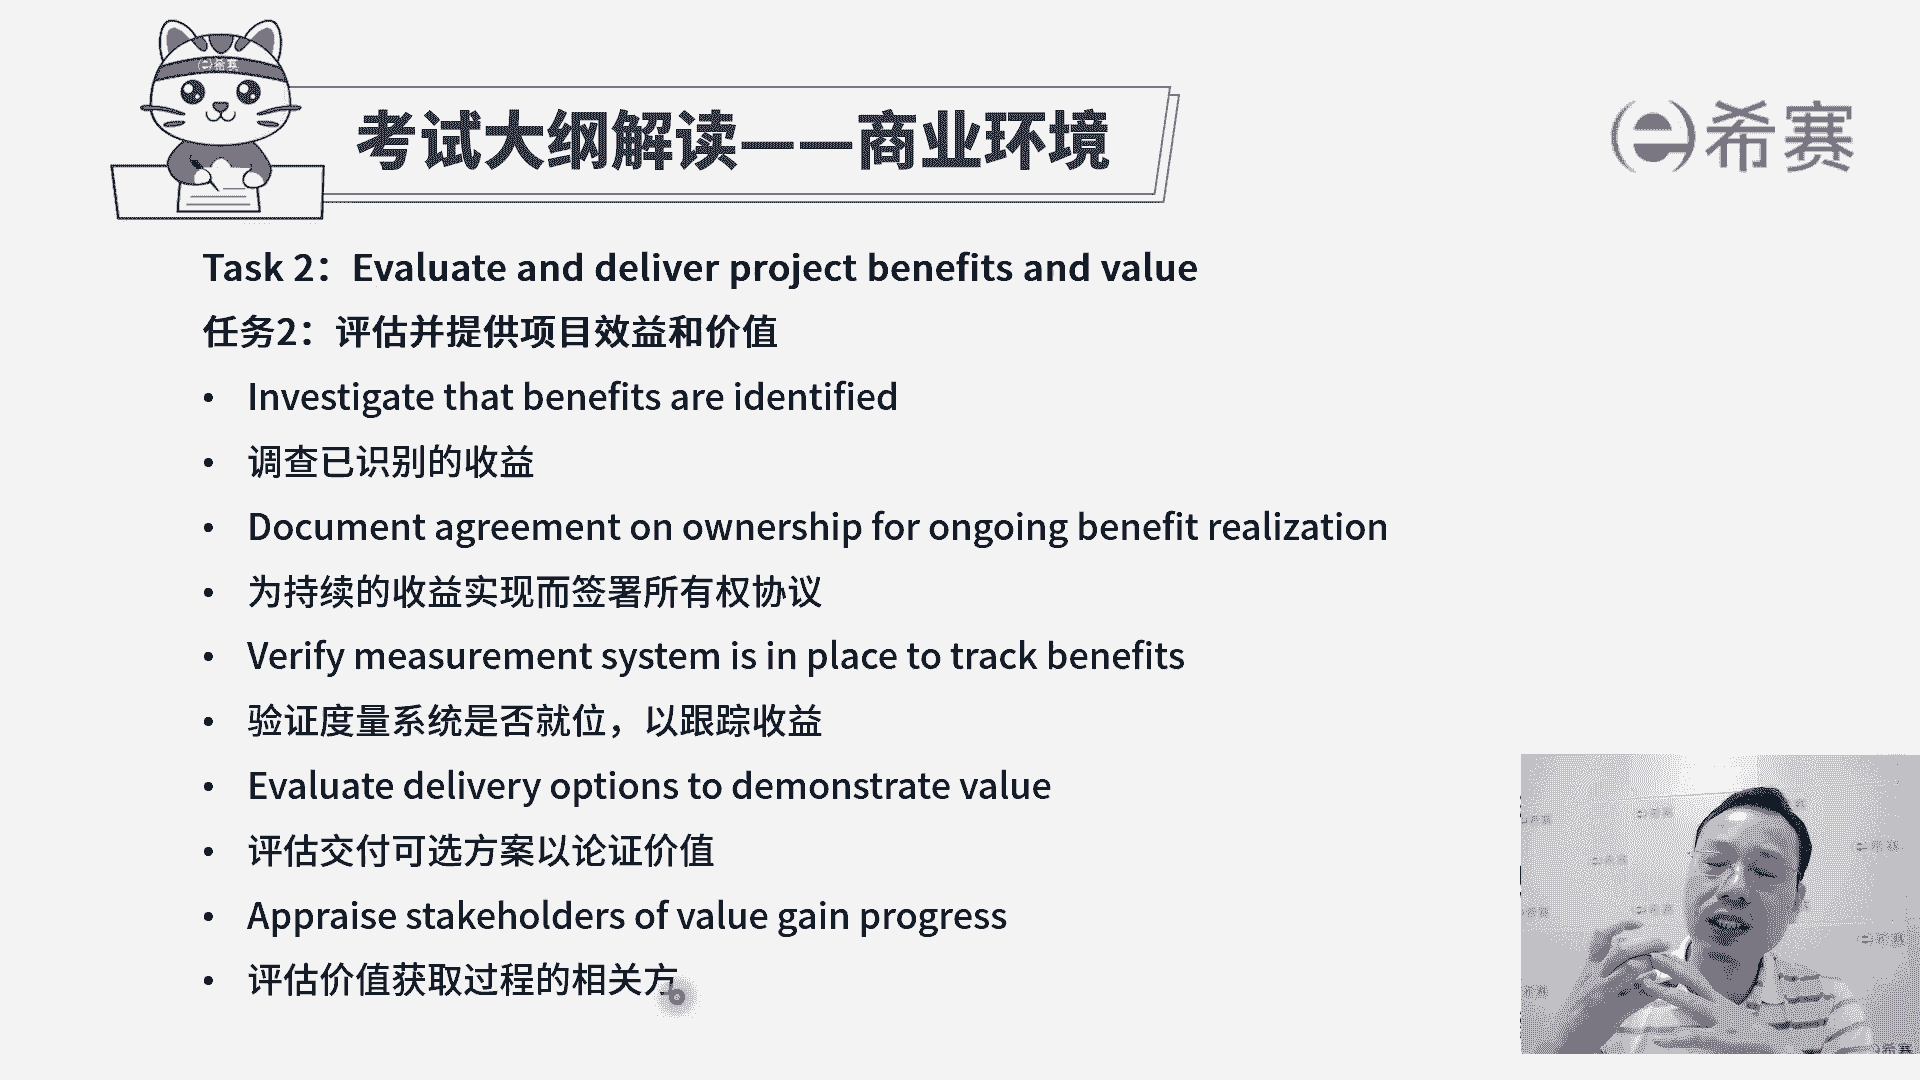 希赛
考试大纲解读——商业环境
希赛
Task 2：Evaluate and deliver project benefits and value
任务2：评估并提供项目效益和价值
• Investigate that benefits are identified
• 调查已识别的收益
• Document agreement on ownership for ongoing benefit realization
• 为持续的收益实现而签署所有权协议
• Verify measurement system is in place to track benefits
• 验证度量系统是否就位，以跟踪收益
• Evaluate delivery options to demonstrate value
• 评估交付可选方案以论证价值
• Appraise stakeholders of value gain progress
• 评估价值获取过程的相关方